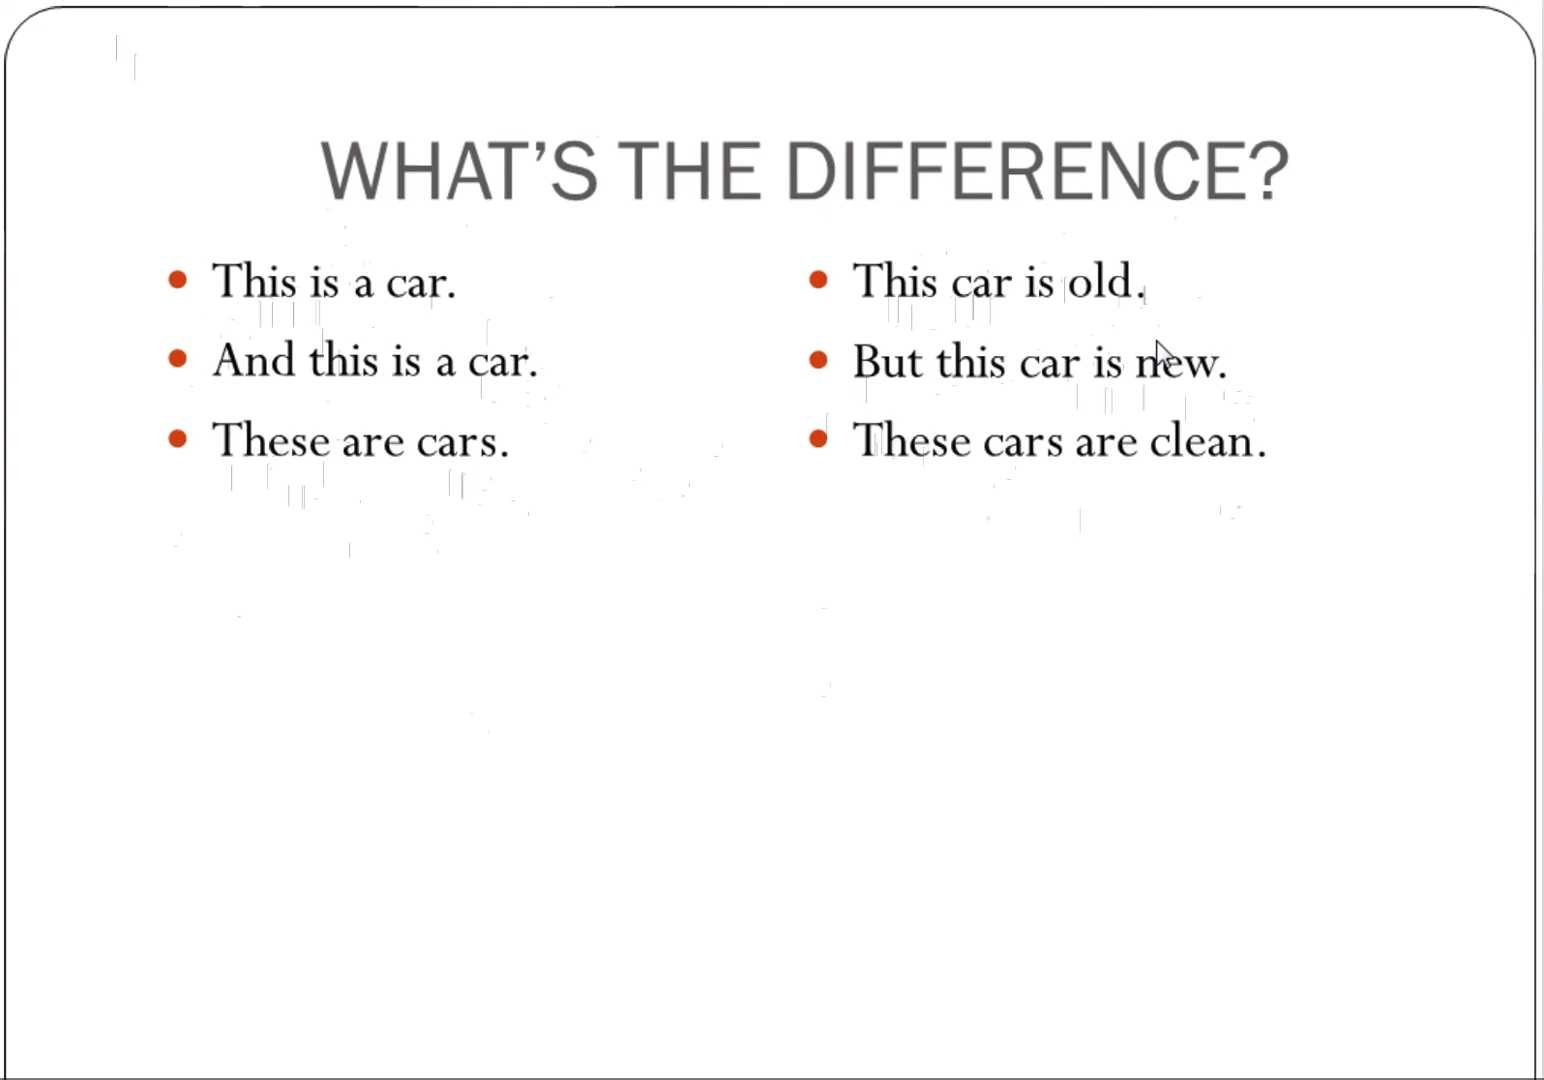 WHAT’S THE DIFFERENCE?
This is a car.
And this is a car.
These are cars.
This car is old.
But this car is new.
These cars are clean.